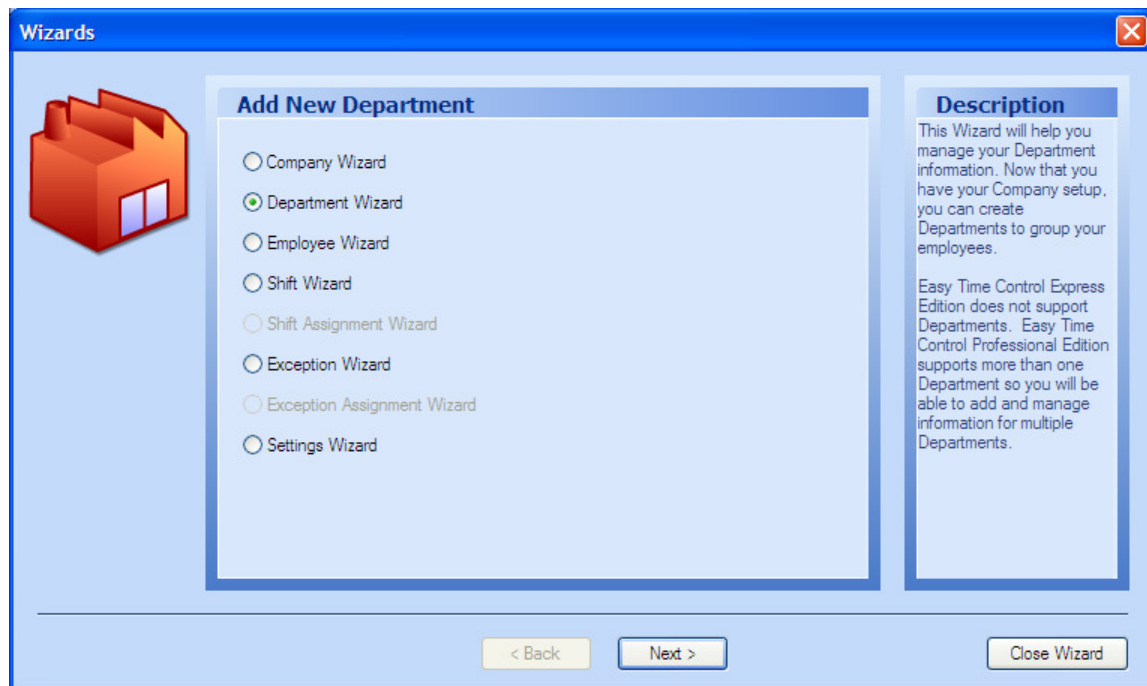 Wizards
Add New Department
Company Wizard
Department Wizard
Employee Wizard
Shift Wizard
Shift Assignment Wizard
Exception Wizard
Exception Assignment Wizard
Settings Wizard
Description
This Wizard will help you
manage your Department
information. Now that you
have your Company setup,
you can create
Departments to group your
employees.
Easy Time Control Express
Edition does not support
Departments. Easy Time
Control Professional Edition
supports more than one
Department so you will be
able to add and manage
information for multiple
Departments.
< Back
Next >
Close Wizard